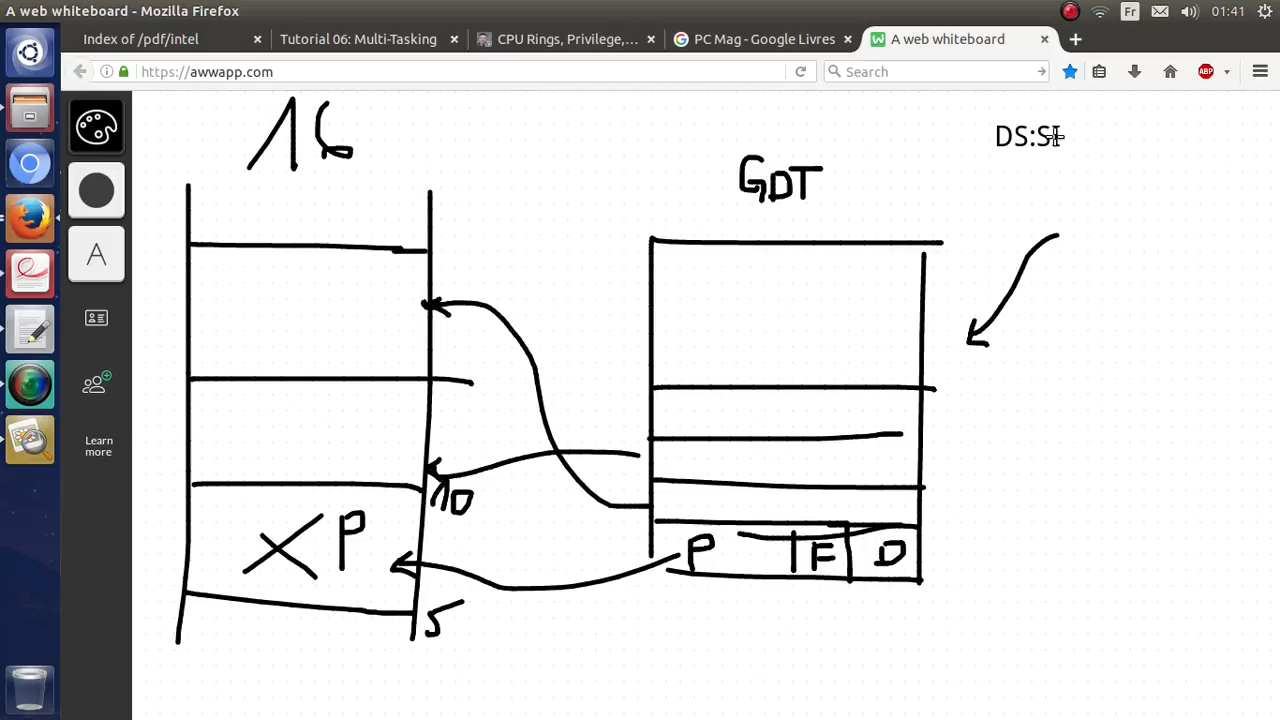 A web whiteboard - Mozilla Firefox
Fr
01:41
Index of /pdf/intel
Tutorial 06: Multi-Tasking
CPU Rings, Privilege,...
PC Mag - Google Livres
A web whiteboard
https://awwapp.com
Search
ABP
16
DS:SI
GDT
A
10
XP
P F D
5
Learn
more